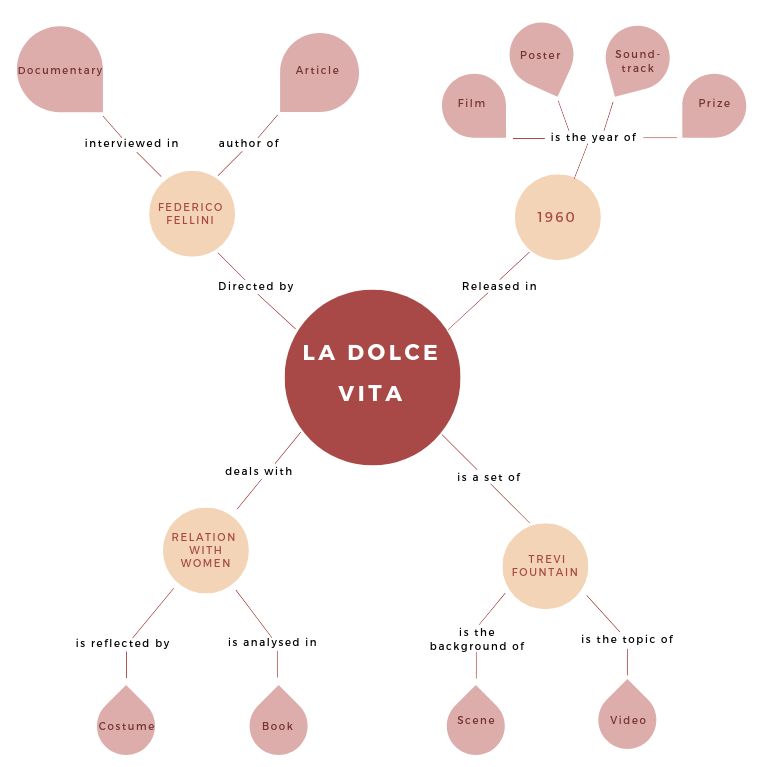 Documentary
Article
Film
Poster
Sound-
track
Prize
interviewed in
author of
is the year of
FEDERICO
FELLINI
1960
Directed by
Released in
LA DOLCE
VITA
deals with
is a set of
RELATION
WITH
WOMEN
TREVI
FOUNTAIN
is reflected by
is analysed in
is the
background of
is the topic of
Costume
Book
Scene
Video